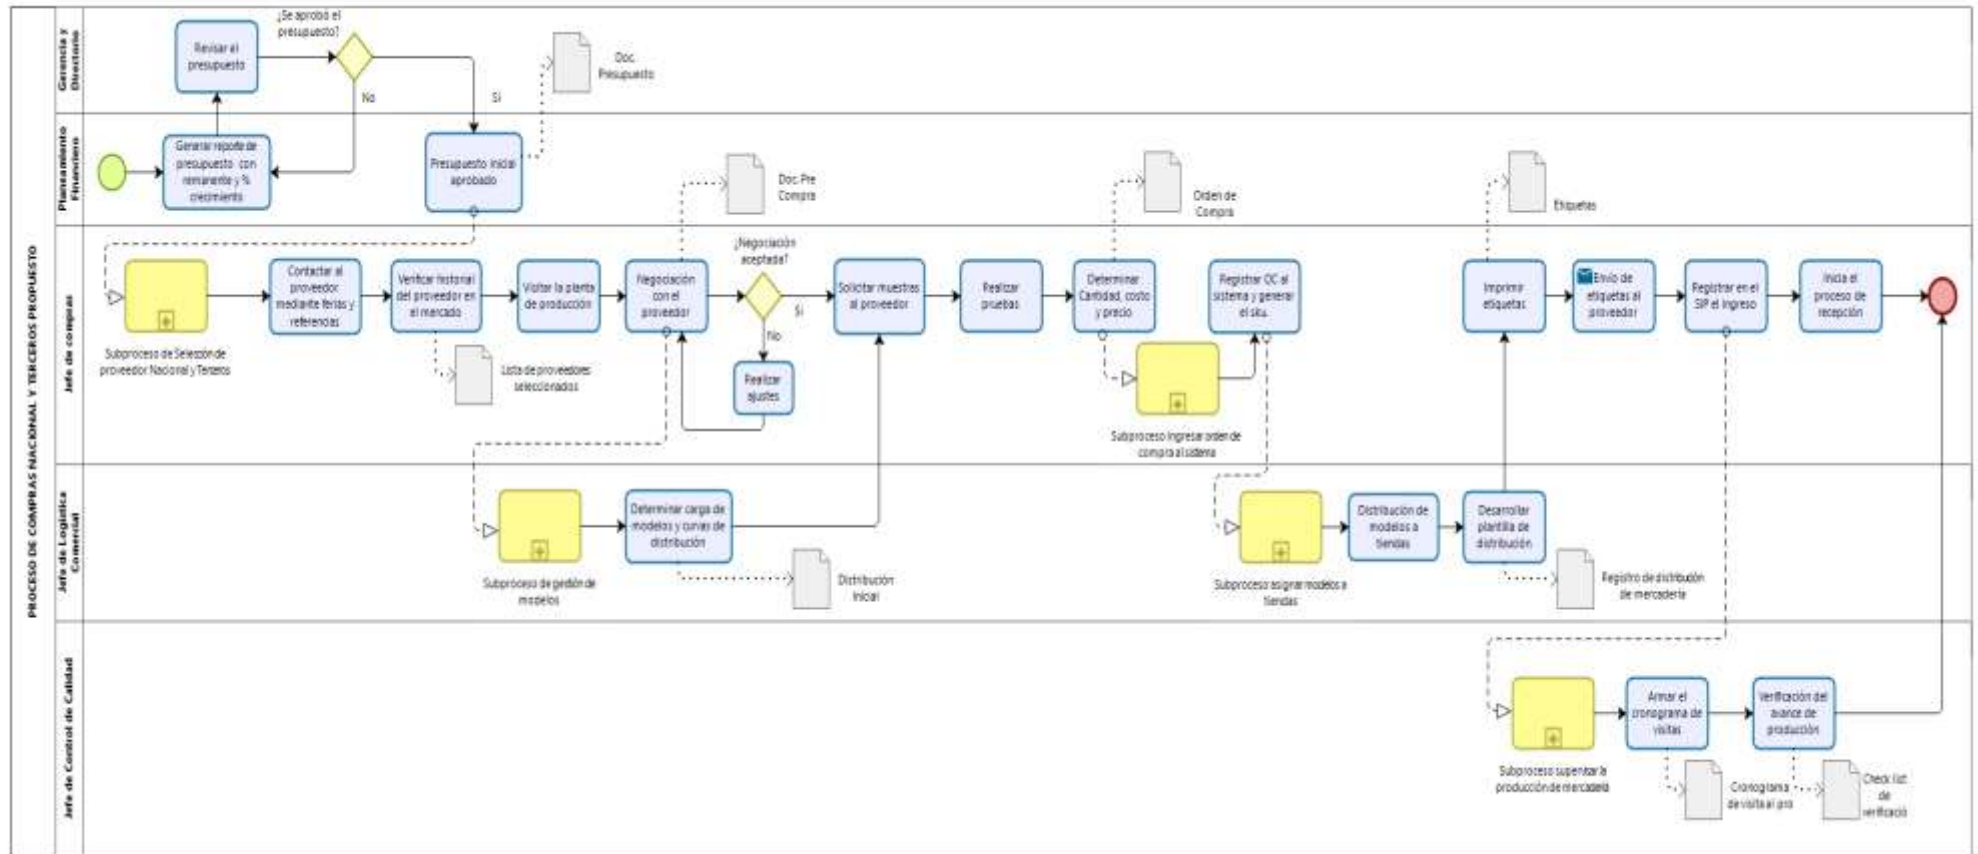 PROCESO DE COMPRAS NACIONAL Y TERCEROS PROPUESTO
Gerencia y
Directorio
Revisar el
presupuesto
¿Se aprobó el
presupuesto?
No
Si
Doc.
Presupuesto
Planeamiento
Financiero
Generar reporte de
presupuesto con
remanente y %
crecimiento
Presupuesto inicial
aprobado
Doc. Pre
Compra
Orden de
Compra
Etiquetas
Jefe de compras
Subproceso de Selección de
proveedor Nacional y Terceros
Contactar al
proveedor
mediante ferias y
referencias
Verificar historial
del proveedor en
el mercado
Lista de proveedores
seleccionados
Visitar la planta
de producción
Negociación
con el
proveedor
¿Negociación
aceptada?
Si
No
Realizar
ajustes
Solicitar muestras
al proveedor
Realizar
pruebas
Determinar
Cantidad, costo
y precio
Subproceso Ingresar orden de
compra al sistema
Registrar OC al
sistema y generar
el sku.
Imprimir
etiquetas
Envío de
etiquetas al
proveedor
Registrar en el
SIP el ingreso
Inicia el
proceso de
recepción
Jefe de Logística
Comercial
Subproceso de gestión de
modelos
Determinar carga de
modelos y curvas de
distribución
Distribución
Inicial
Subproceso asignar modelos a
tiendas
Distribución de
modelos a
tiendas
Desarrollar
plantilla de
distribución
Registro de distribución
de mercadería
Jefe de Control de Calidad
Subproceso supervisar la
producción de mercadería
Armar el
cronograma de
visitas
Cronograma
de visita al pro
Verificación del
avance de
producción
Check list
de
verificació